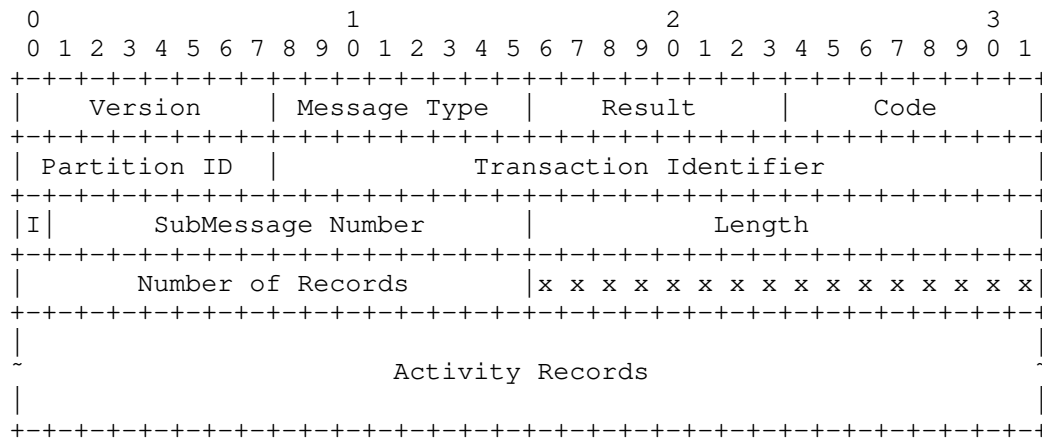 0                   1                   2                   3
 0 1 2 3 4 5 6 7 8 9 0 1 2 3 4 5 6 7 8 9 0 1 2 3 4 5 6 7 8 9 0 1
+-+-+-+-+-+-+-+-+-+-+-+-+-+-+-+-+-+-+-+-+-+-+-+-+-+-+-+-+-+-+-+-+
|    Version    | Message Type  |    Result     |     Code      |
+-+-+-+-+-+-+-+-+-+-+-+-+-+-+-+-+-+-+-+-+-+-+-+-+-+-+-+-+-+-+-+-+
| Partition ID  |            Transaction Identifier             |
+-+-+-+-+-+-+-+-+-+-+-+-+-+-+-+-+-+-+-+-+-+-+-+-+-+-+-+-+-+-+-+-+
|I|      SubMessage Number      |           Length              |
+-+-+-+-+-+-+-+-+-+-+-+-+-+-+-+-+-+-+-+-+-+-+-+-+-+-+-+-+-+-+-+-+
|       Number of Records       |x x x x x x x x x x x x x x x x|
+-+-+-+-+-+-+-+-+-+-+-+-+-+-+-+-+-+-+-+-+-+-+-+-+-+-+-+-+-+-+-+-+
|                                                               |
~                       Activity Records                        ~
|                                                               |
+-+-+-+-+-+-+-+-+-+-+-+-+-+-+-+-+-+-+-+-+-+-+-+-+-+-+-+-+-+-+-+-+